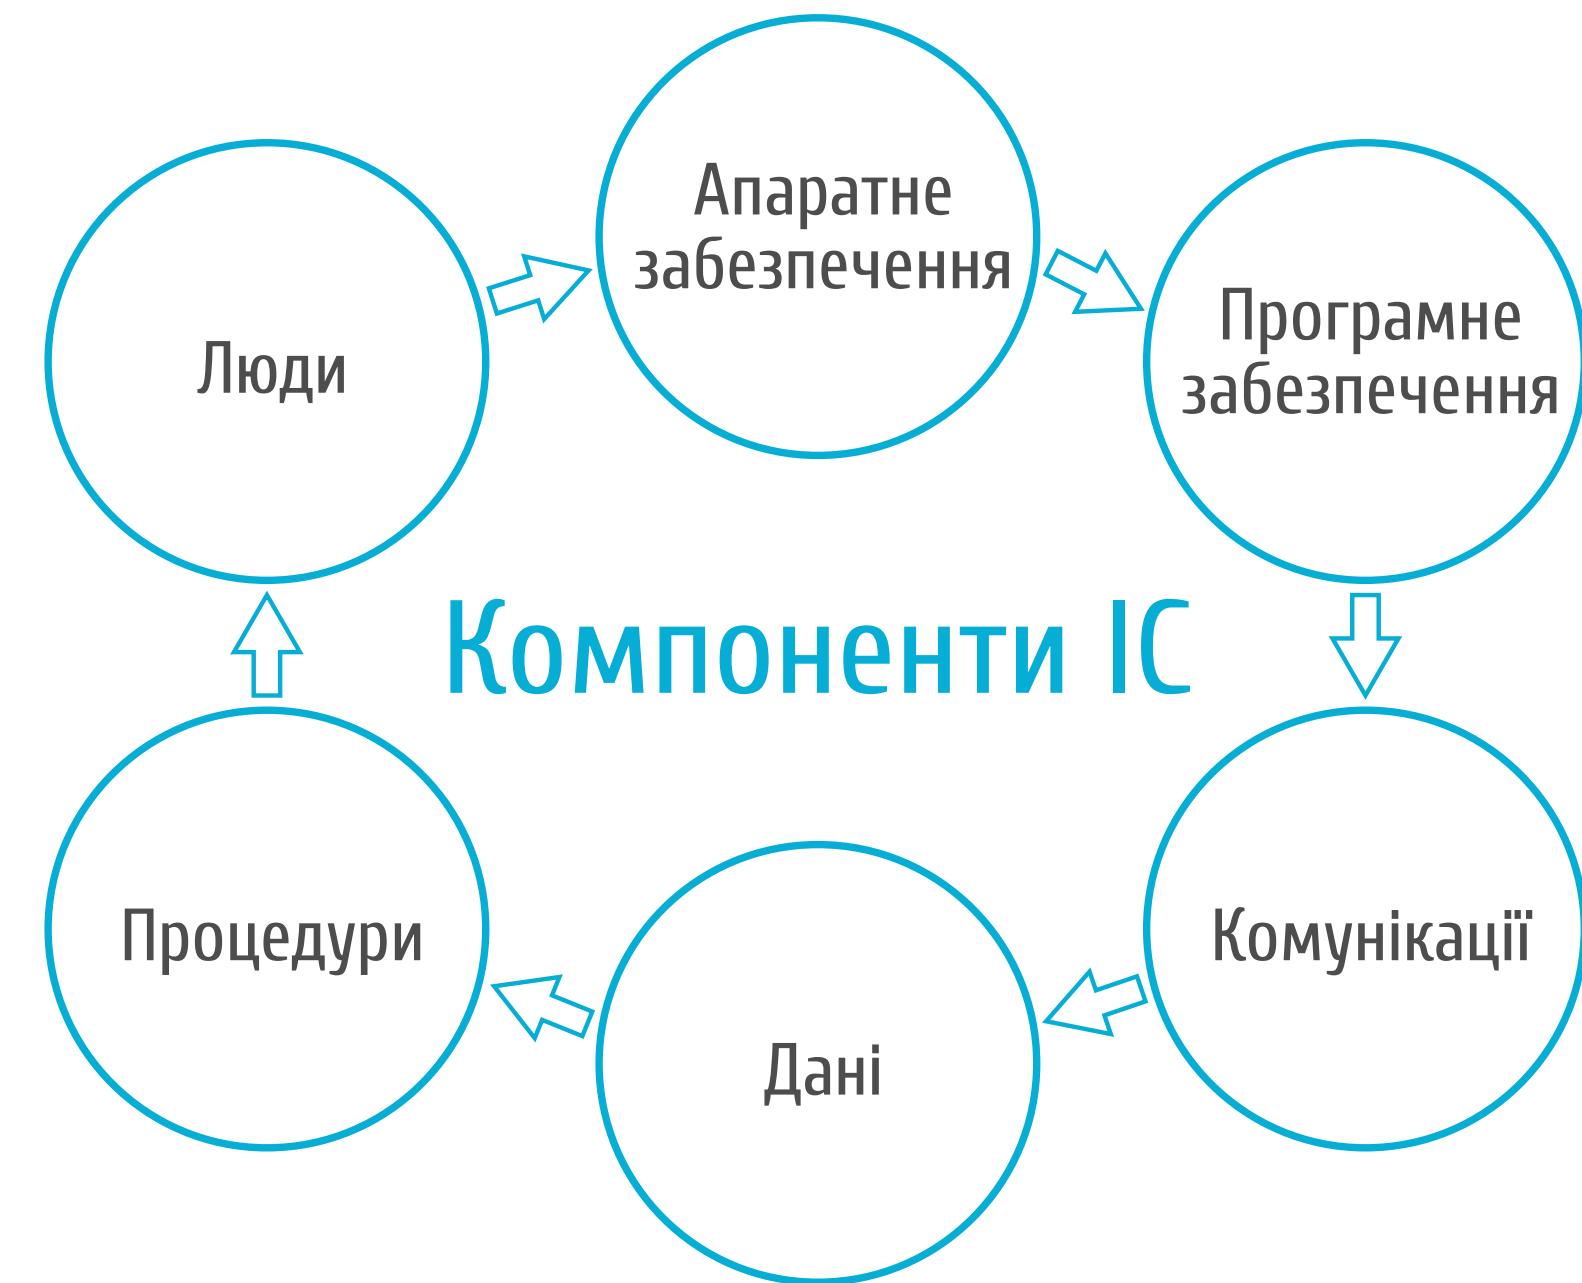 Апаратне
забезпечення
Програмне
забезпечення
Люди
Компоненти ІС
Процедури
Комунікації
Дані